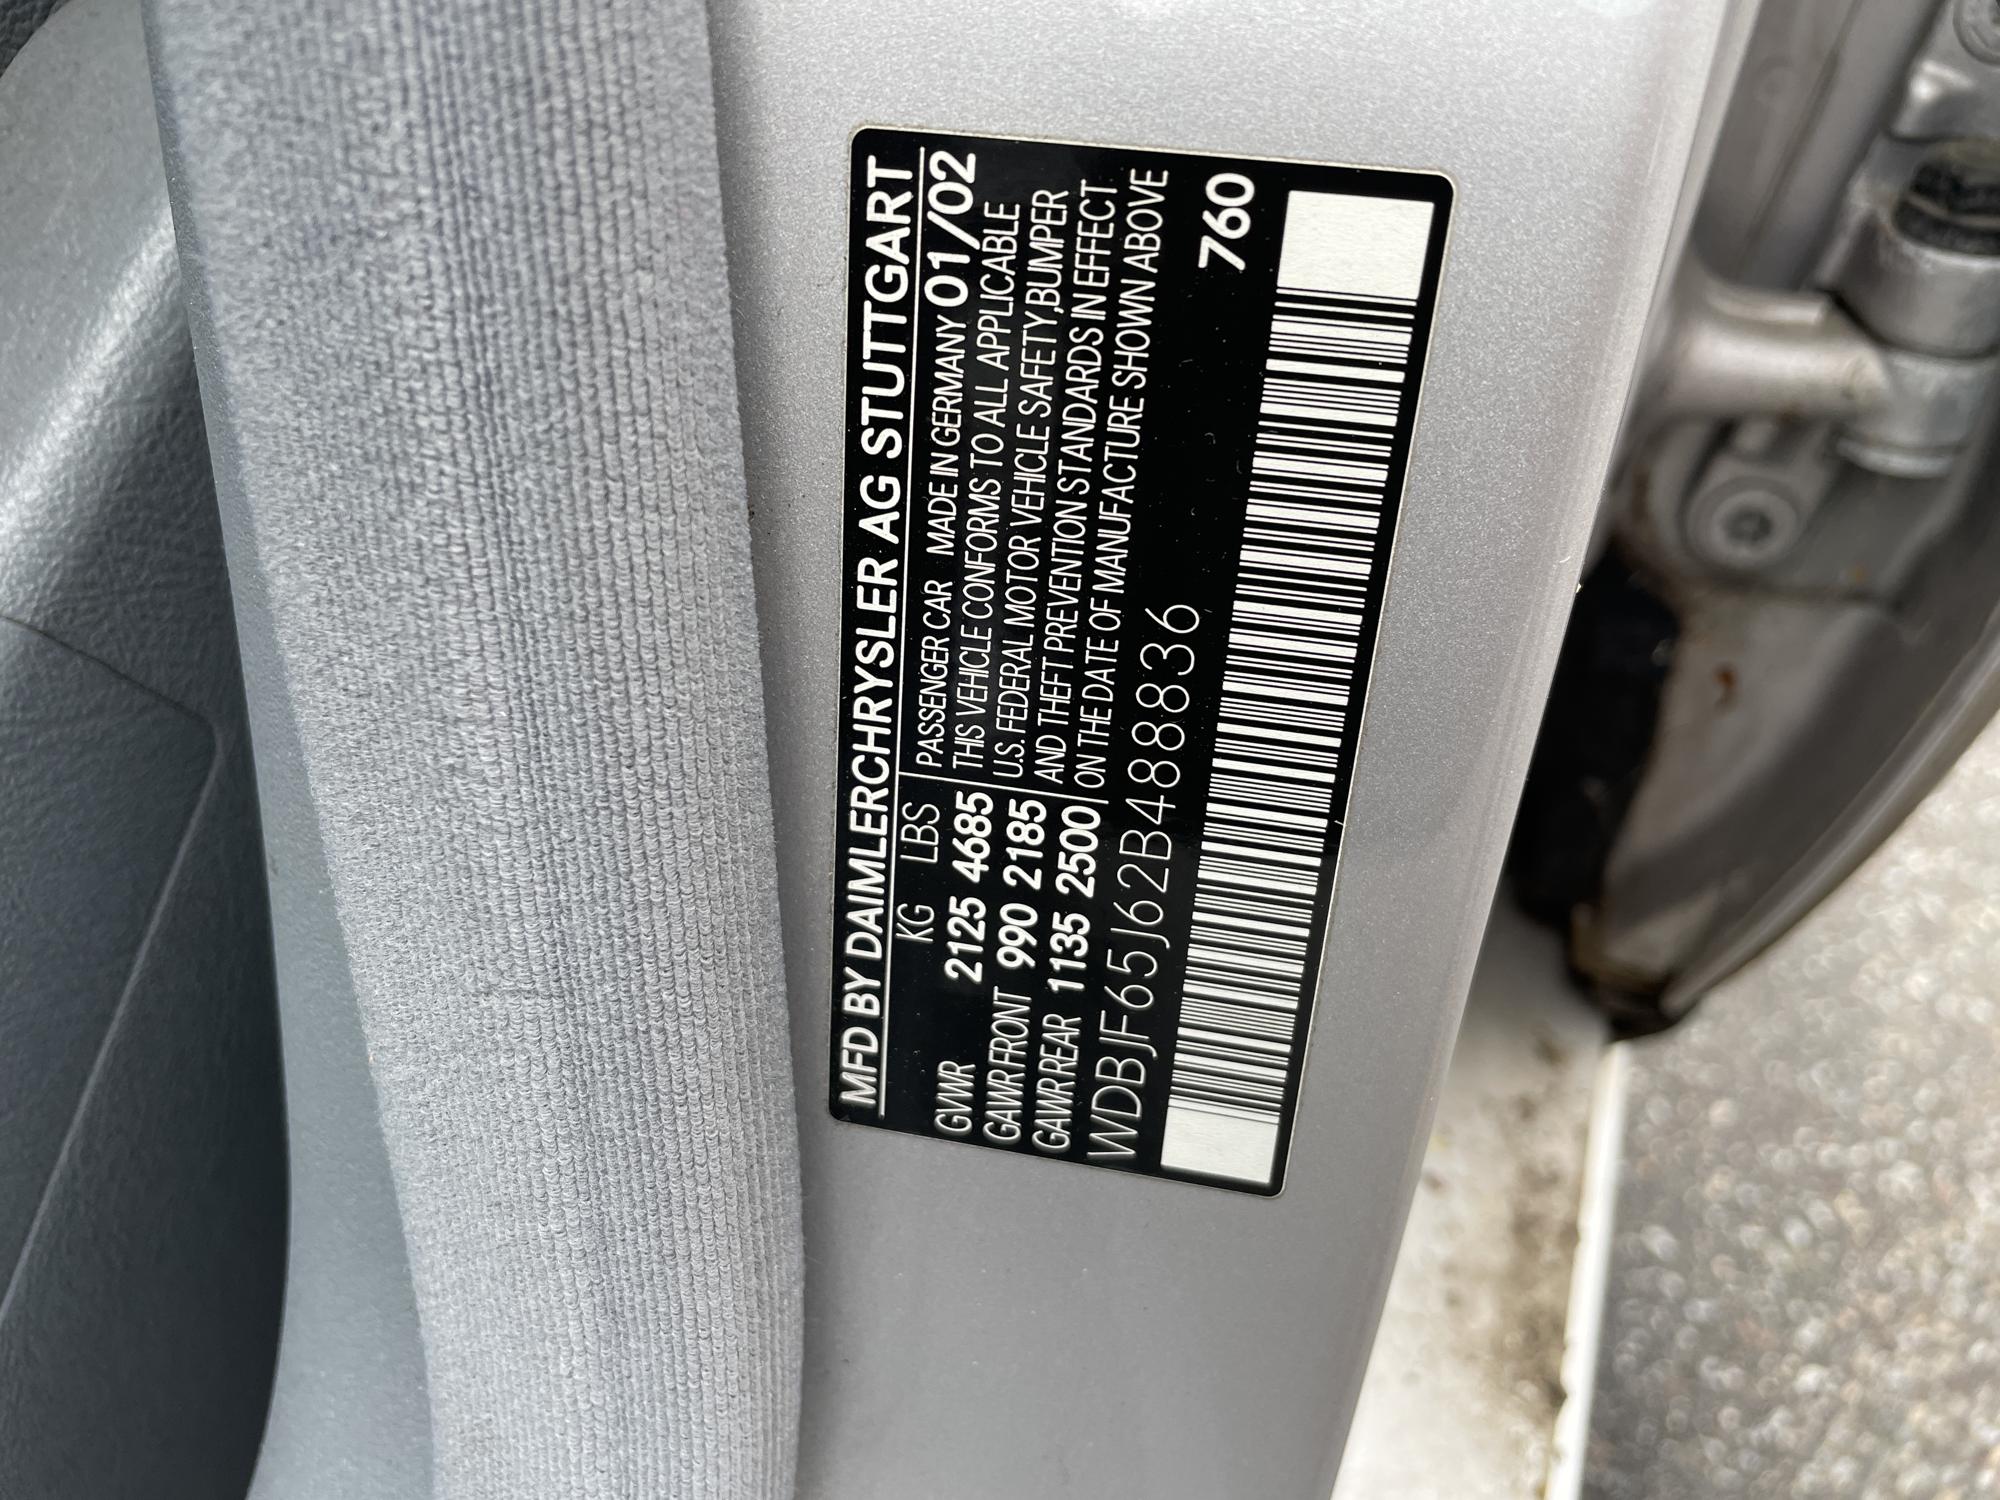 MFD BY DAIMLERCHRYSLER AG STUTTGART
KG LBS
GVWR 2125 4685
GAWR FRONT 990 2185
GAWR REAR 1135 2500
PASSENGER CAR MADE IN GERMANY 01/02
THIS VEHICLE CONFORMS TO ALL APPLICABLE
U.S. FEDERAL MOTOR VEHICLE SAFETY, BUMPER
AND THEFT PREVENTION STANDARDS IN EFFECT
ON THE DATE OF MANUFACTURE SHOWN ABOVE
WDBJF65J62B488836
760